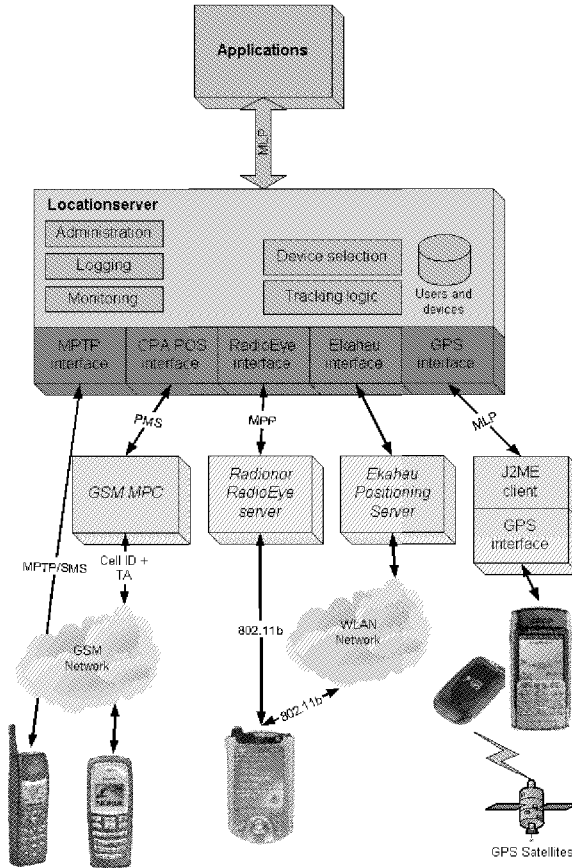 Applications
MLP
Locationserver
Administration
Logging
Monitoring
Device selection
Tracking logic
Users and
devices
MPTP
interface
CPA POS
interface
RadioEye
interface
Ekahau
interface
GPS
interface
PMS
MPP
MLP
GSM MPC
Radionor
RadioEye
server
Ekahau
Positioning
Server
J2ME
client
GPS
interface
MPTP/SMS
Cell ID +
TA
GSM
Network
802.11b
WLAN
Network
802.11b
GPS Satellites